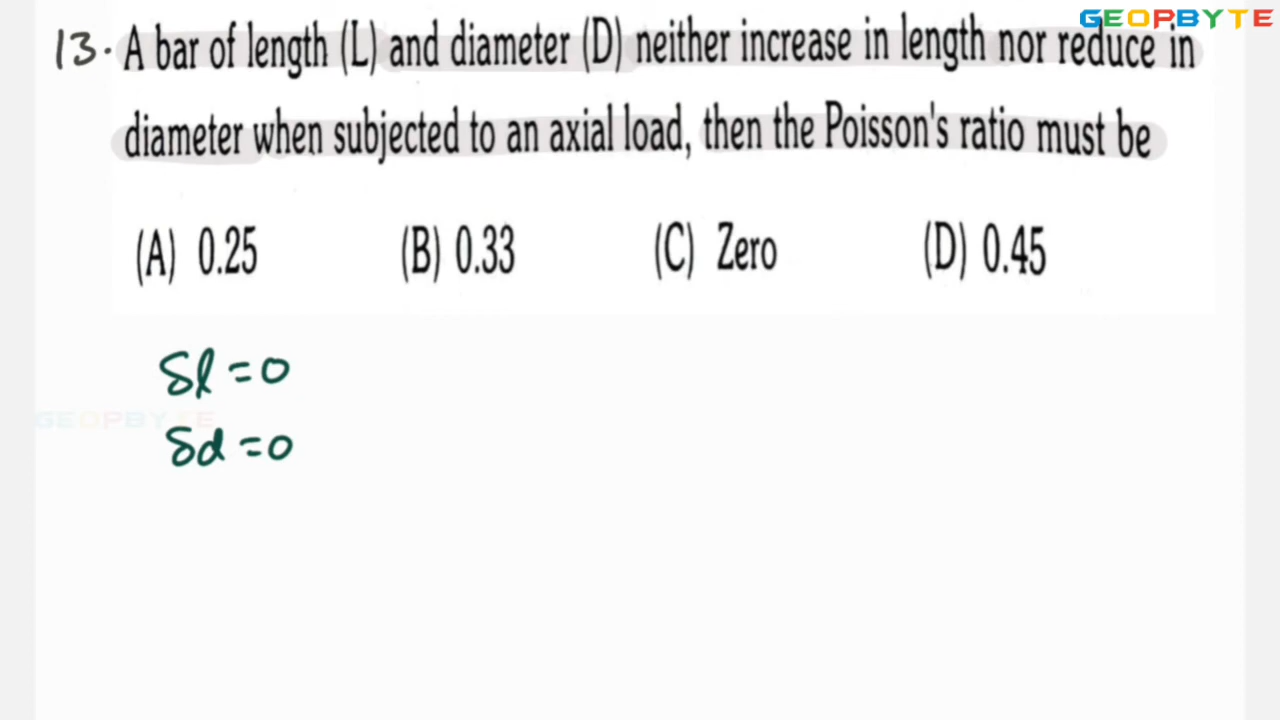 GEOPBYTE
13. A bar of length (L) and diameter (D) neither increase in length nor reduce in
diameter when subjected to an axial load, then the Poisson's ratio must be
(A) 0.25 (B) 0.33 (C) Zero (D) 0.45
δl = 0
GEOPBYTE
δd = 0